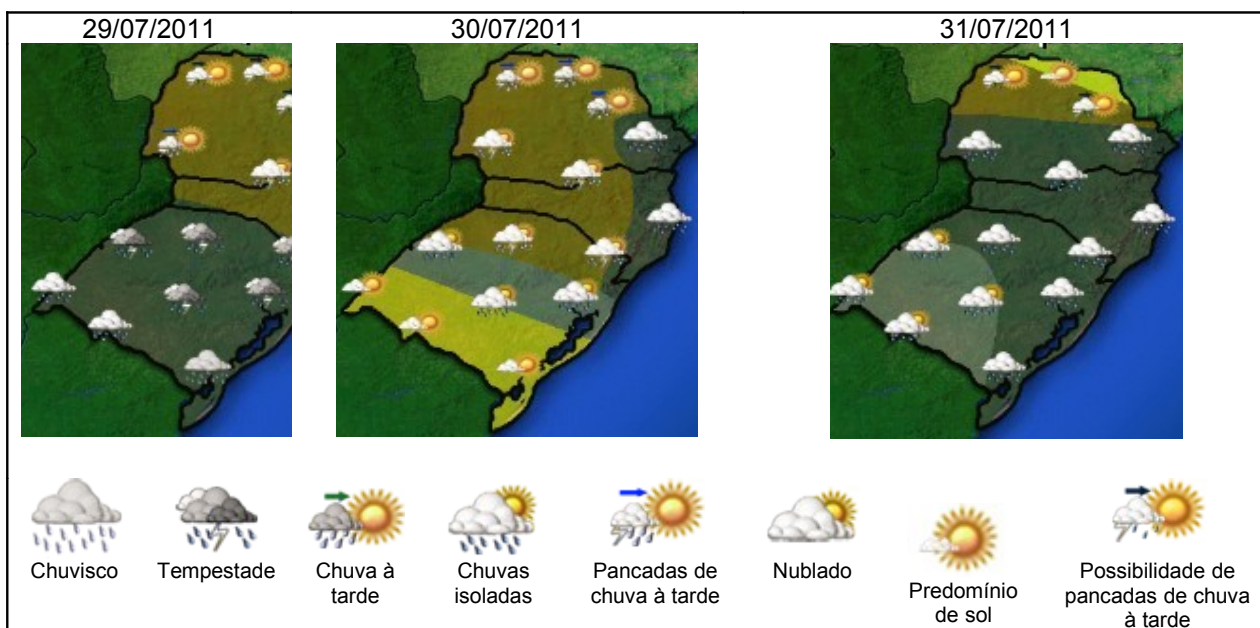 29/07/2011
30/07/2011
31/07/2011
Chuvisco
Tempestade
Chuva à
tarde
Chuvas
isoladas
Pancadas de
chuva à tarde
Nublado
Predomínio
de sol
Possibilidade de
pancadas de chuva
à tarde